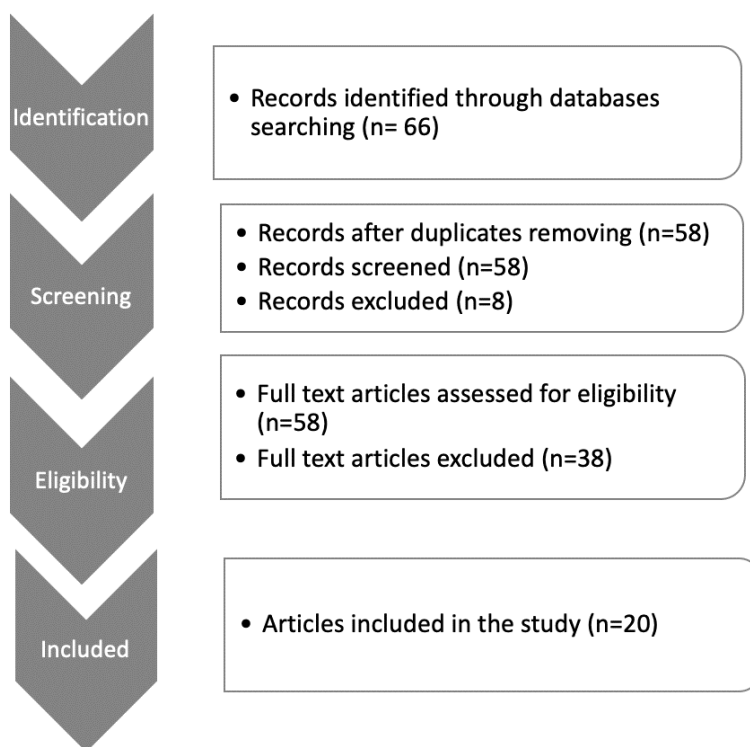 Identification
• Records identified through databases
searching (n= 66)
Screening
• Records after duplicates removing (n=58)
• Records screened (n=58)
• Records excluded (n=8)
Eligibility
• Full text articles assessed for eligibility
(n=58)
• Full text articles excluded (n=38)
Included
• Articles included in the study (n=20)